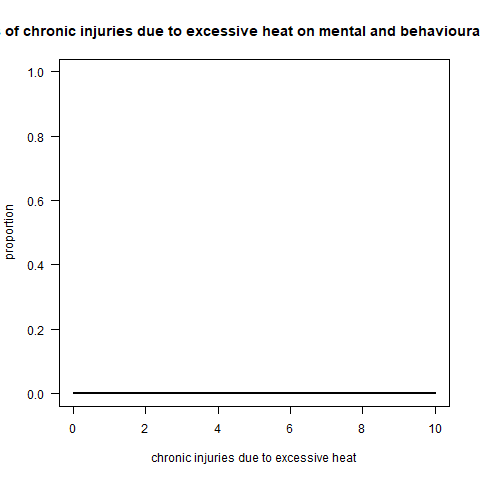 of chronic injuries due to excessive heat on mental and behavioura
1.0
0.8
0.6
0.4
0.2
0.0
proportion
0 2 4 6 8 10
chronic injuries due to excessive heat